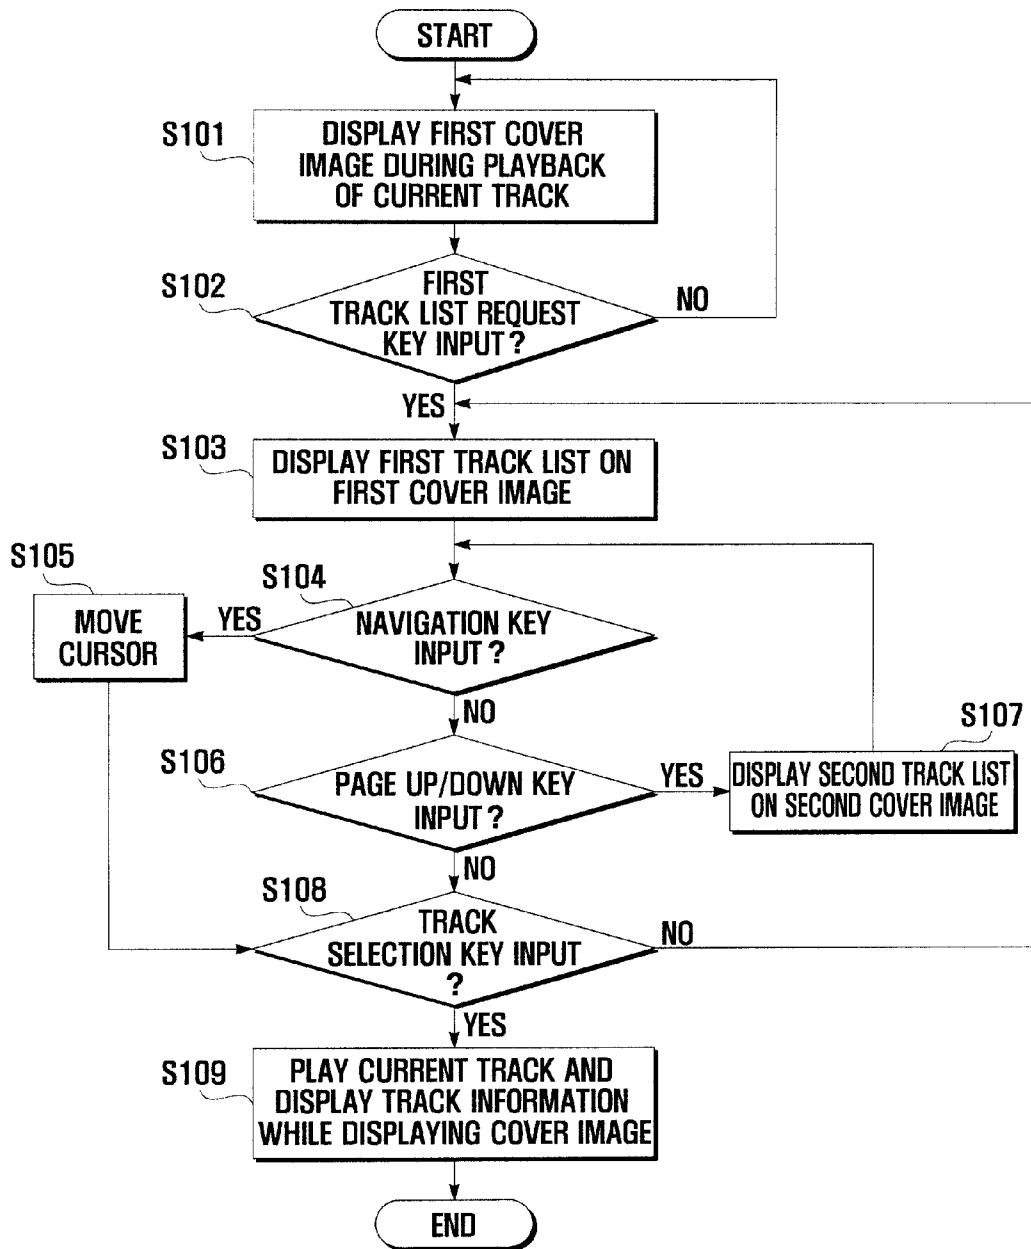 START
S101
DISPLAY FIRST COVER
IMAGE DURING PLAYBACK
OF CURRENT TRACK
S102
FIRST
TRACK LIST REQUEST
KEY INPUT ?
NO
YES
S103
DISPLAY FIRST TRACK LIST ON
FIRST COVER IMAGE
S105
MOVE
CURSOR
YES
S104
NAVIGATION KEY
INPUT ?
NO
S106
PAGE UP/DOWN KEY
INPUT ?
YES
S107
DISPLAY SECOND TRACK LIST
ON SECOND COVER IMAGE
NO
S108
TRACK
SELECTION KEY INPUT
?
NO
YES
S109
PLAY CURRENT TRACK AND
DISPLAY TRACK INFORMATION
WHILE DISPLAYING COVER IMAGE
END